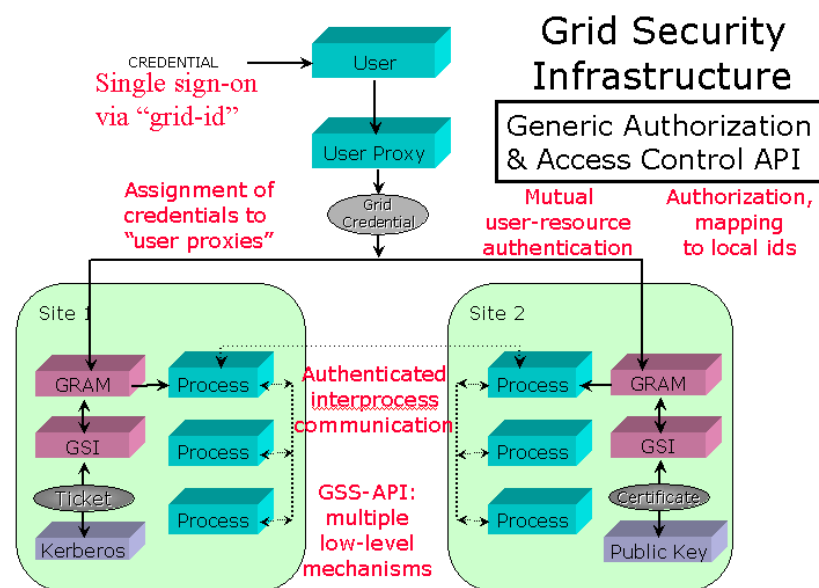 Grid Security
Infrastructure
Generic Authorization
& Access Control API
CREDENTIAL
Single sign-on
via “grid-id”
User
User Proxy
Grid
Credential
Assignment of
credentials to
“user proxies”
Mutual
user-resource
authentication
Authorization,
mapping
to local ids
Site 1
GRAM
GSI
Ticket
Kerberos
Process
Process
Process
Authenticated
interprocess
communication
GSS-API:
multiple
low-level
mechanisms
Site 2
Process
Process
Process
GRAM
GSI
Certificate
Public Key